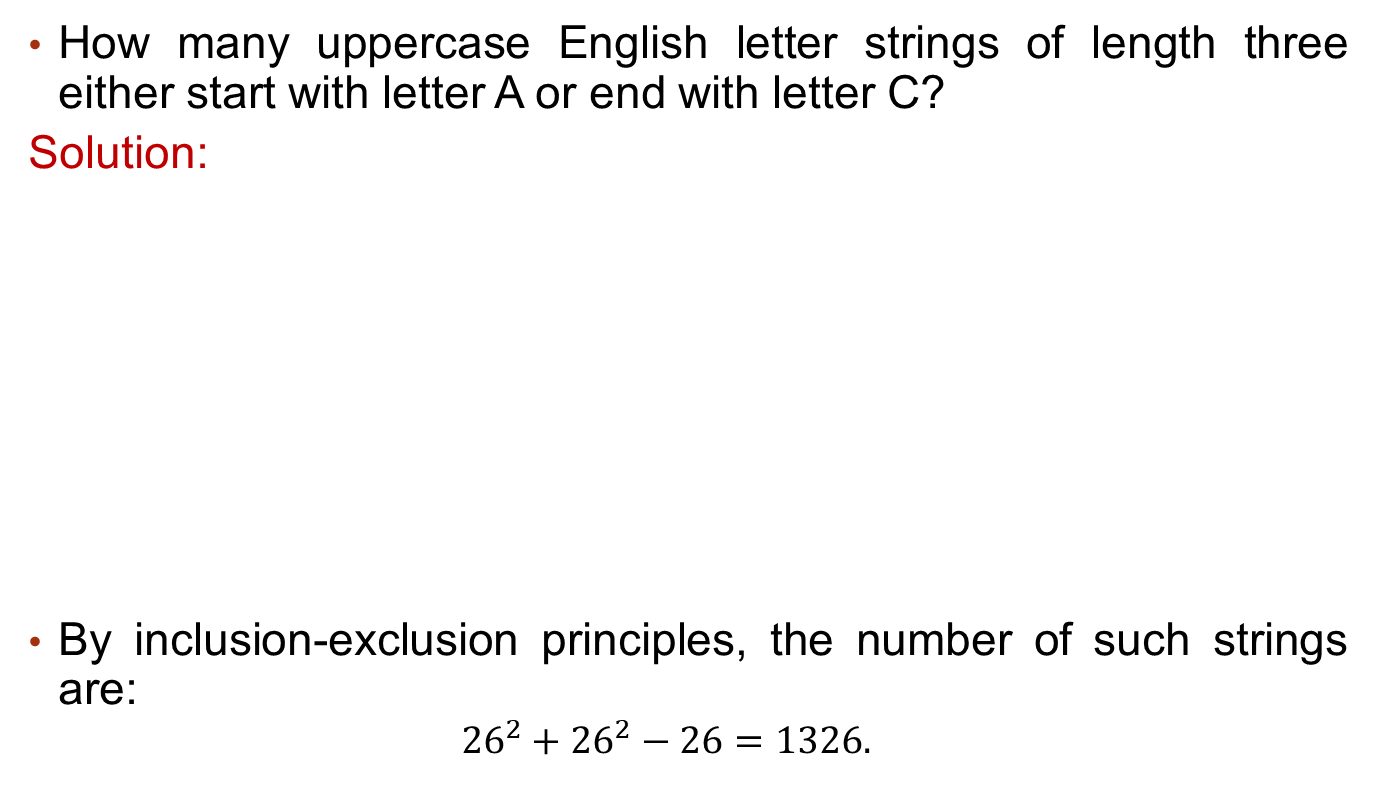 • How many uppercase English letter strings of length three
either start with letter A or end with letter C?
Solution:
• By inclusion-exclusion principles, the number of such strings
are:
26² + 26² − 26 = 1326.